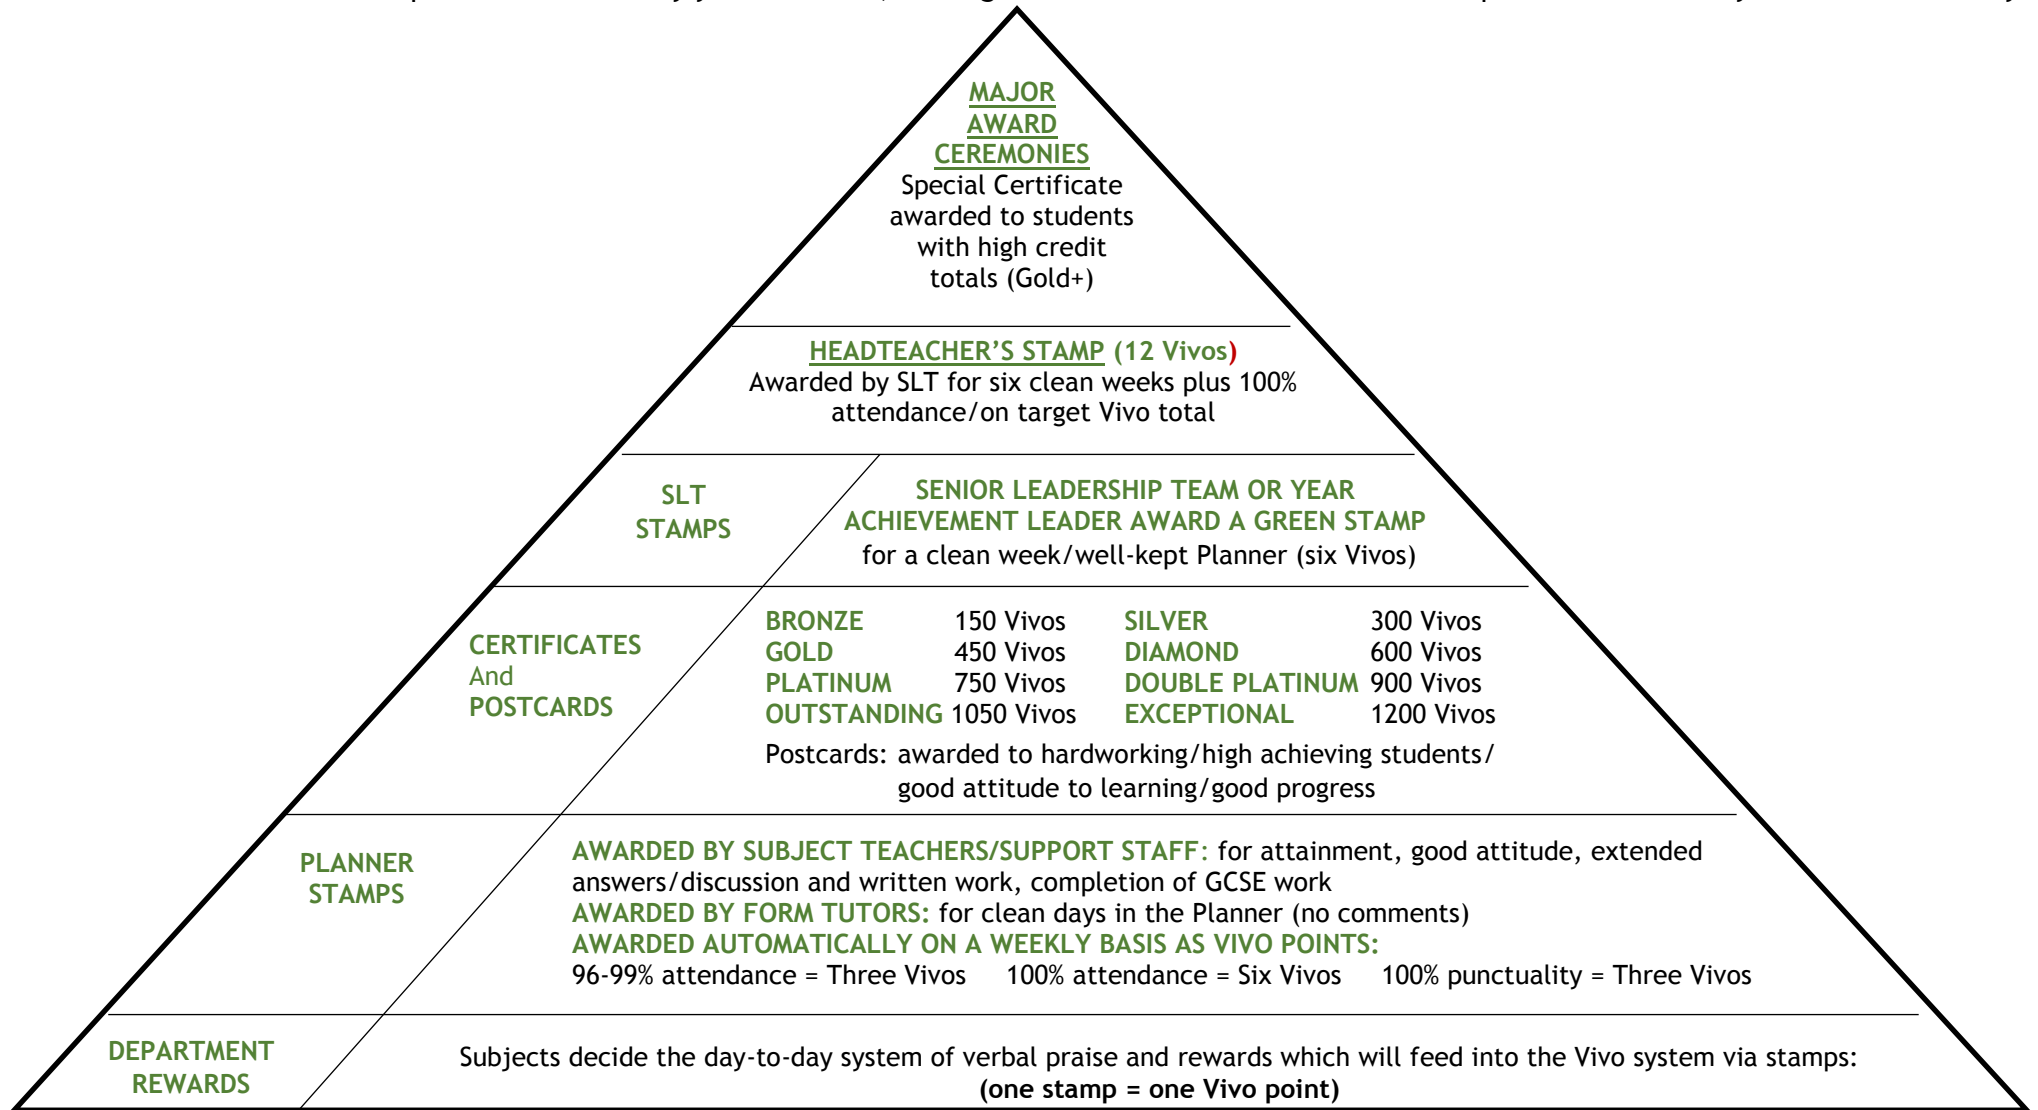 MAJOR
AWARD
CEREMONIES
Special Certificate
awarded to students
with high credit
totals (Gold+)
HEADTEACHER’S STAMP (12 Vivos)
Awarded by SLT for six clean weeks plus 100%
attendance/on target Vivo total
SLT
STAMPS
SENIOR LEADERSHIP TEAM OR YEAR
ACHIEVEMENT LEADER AWARD A GREEN STAMP
for a clean week/well-kept Planner (six Vivos)
CERTIFICATES
And
POSTCARDS
BRONZE 150 Vivos SILVER 300 Vivos
GOLD 450 Vivos DIAMOND 600 Vivos
PLATINUM 750 Vivos DOUBLE PLATINUM 900 Vivos
OUTSTANDING 1050 Vivos EXCEPTIONAL 1200 Vivos
Postcards: awarded to hardworking/high achieving students/
good attitude to learning/good progress
PLANNER
STAMPS
AWARDED BY SUBJECT TEACHERS/SUPPORT STAFF: for attainment, good attitude, extended
answers/discussion and written work, completion of GCSE work
AWARDED BY FORM TUTORS: for clean days in the Planner (no comments)
AWARDED AUTOMATICALLY ON A WEEKLY BASIS AS VIVO POINTS:
96-99% attendance = Three Vivos 100% attendance = Six Vivos 100% punctuality = Three Vivos
DEPARTMENT
REWARDS
Subjects decide the day-to-day system of verbal praise and rewards which will feed into the Vivo system via stamps:
(one stamp = one Vivo point)